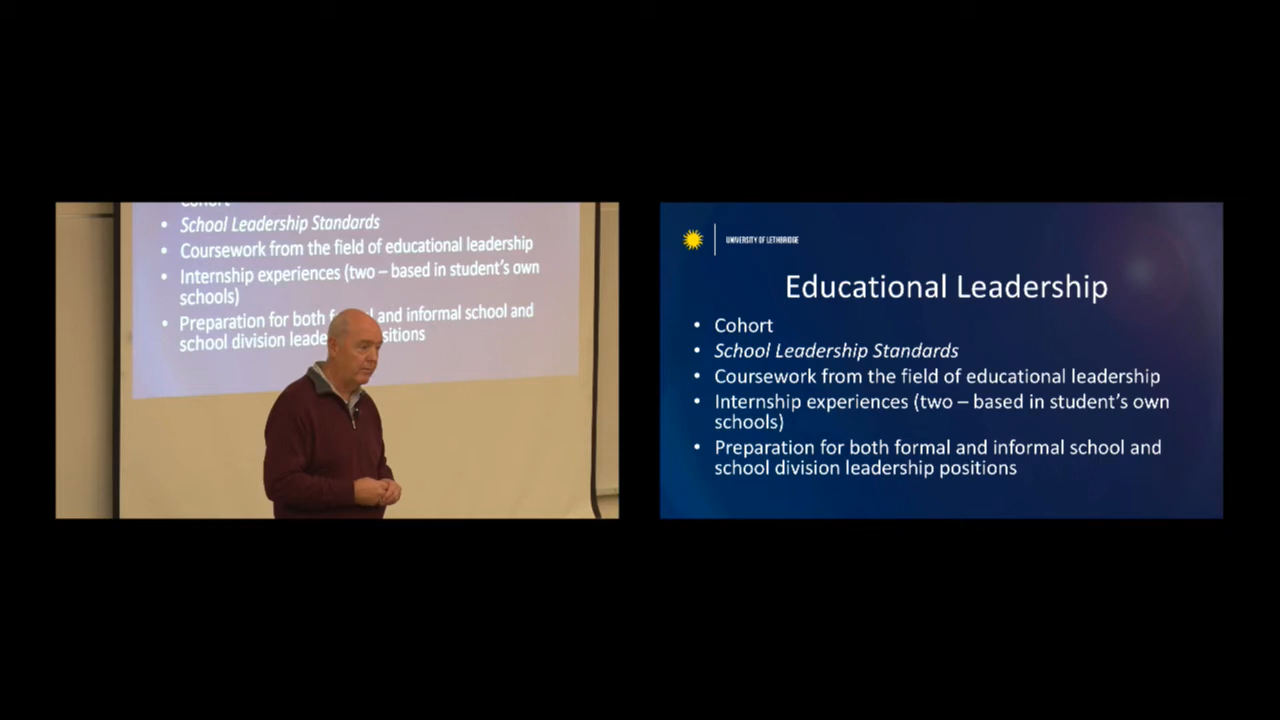 Cohort
• School Leadership Standards
• Coursework from the field of educational leadership
• Internship experiences (two – based in student's own
schools)
• Preparation for both and informal school and
school division sitions
UNIVERSITY OF LETHBRIDGE
Educational Leadership
• Cohort
• School Leadership Standards
• Coursework from the field of educational leadership
• Internship experiences (two – based in student's own
schools)
• Preparation for both formal and informal school and
school division leadership positions